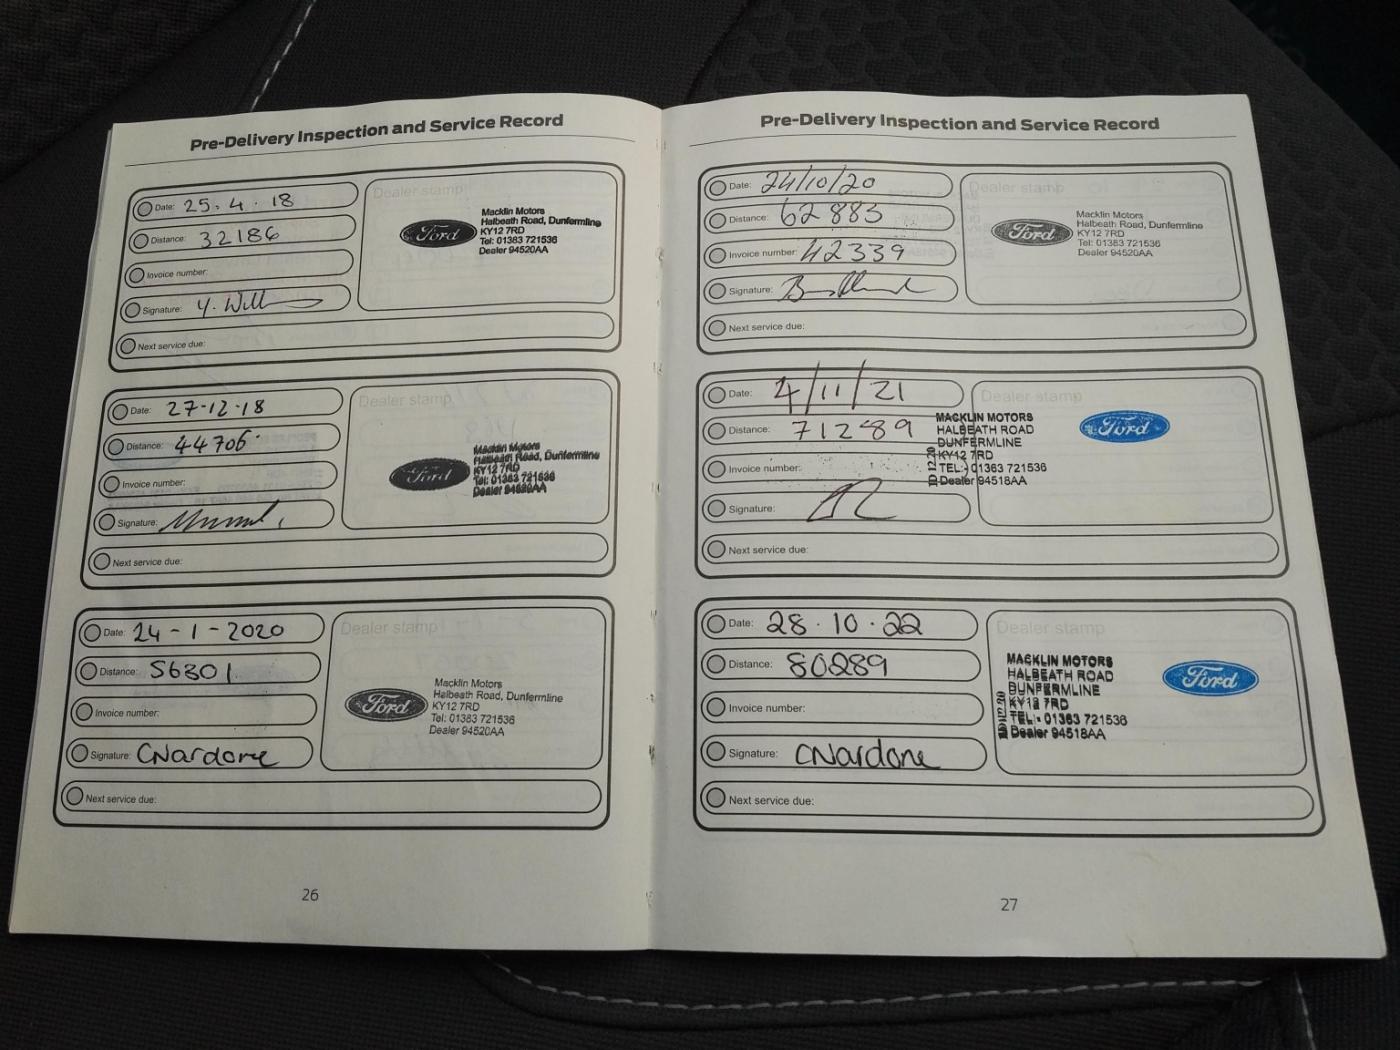 Pre-Delivery Inspection and Service Record
Date: 25.4.18
Distance: 32186
Invoice number:
Signature: Y. Will
Next service due:
Dealer stamp
Ford
Macklin Motors
Halbeath Road, Dunfermline
KY12 7RD
Tel: 01383 721536
Dealer 94520AA
Date: 27-12-18
Distance: 44706
Invoice number:
Signature:
Next service due:
Dealer stamp
Ford
Macklin Motors
Halbeath Road, Dunfermline
KY12 7RD
Tel: 01383 721536
Dealer 94520AA
Date: 24-1-2020
Distance: 56301
Invoice number:
Signature: CNardone
Next service due:
Dealer stamp
Ford
Macklin Motors
Halbeath Road, Dunfermline
KY12 7RD
Tel: 01383 721536
Dealer 94520AA
26
Pre-Delivery Inspection and Service Record
Date: 24/10/20
Distance: 62883
Invoice number: 42339
Signature:
Next service due:
Dealer stamp
Ford
Macklin Motors
Halbeath Road, Dunfermline
KY12 7RD
Tel: 01383 721536
Dealer 94520AA
Date: 4/11/21
Distance: 71289
Invoice number:
Signature:
Next service due:
Dealer stamp
Ford
MACKLIN MOTORS
HALBEATH ROAD
DUNFERMLINE
KY12 7RD
TEL: 01363 721536
Dealer 94518AA
Date: 28.10.22
Distance: 80289
Invoice number:
Signature: CNardone
Next service due:
Dealer stamp
Ford
MACKLIN MOTORS
HALBEATH ROAD
DUNFERMLINE
KY12 7RD
TEL: 01363 721536
Dealer 94518AA
27